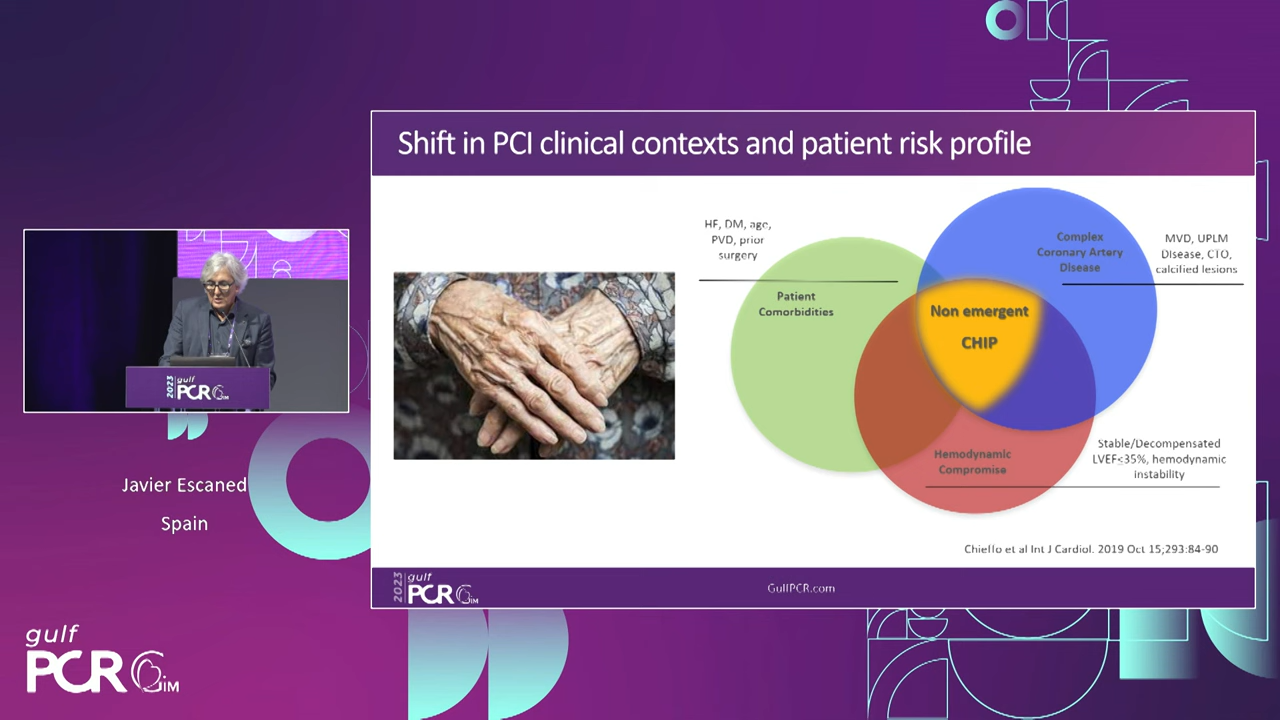 Shift in PCI clinical contexts and patient risk profile
HF, DM, age,
PVD, prior
surgery
Patient
Comorbidities
Complex
Coronary Artery
Disease
MVD, UPLM
Disease, CTO,
calcified lesions
Non emergent
CHIP
Hemodynamic
Compromise
Stable/Decompensated
LVEF≤35%, hemodynamic
instability
Chieffo et al Int J Cardiol. 2019 Oct 15;293:84-90
2023 gulf
PCR GIM
GulfPCR.com
2023 gulf
PCR GIM
Javier Escaned
Spain
gulf
PCR GIM